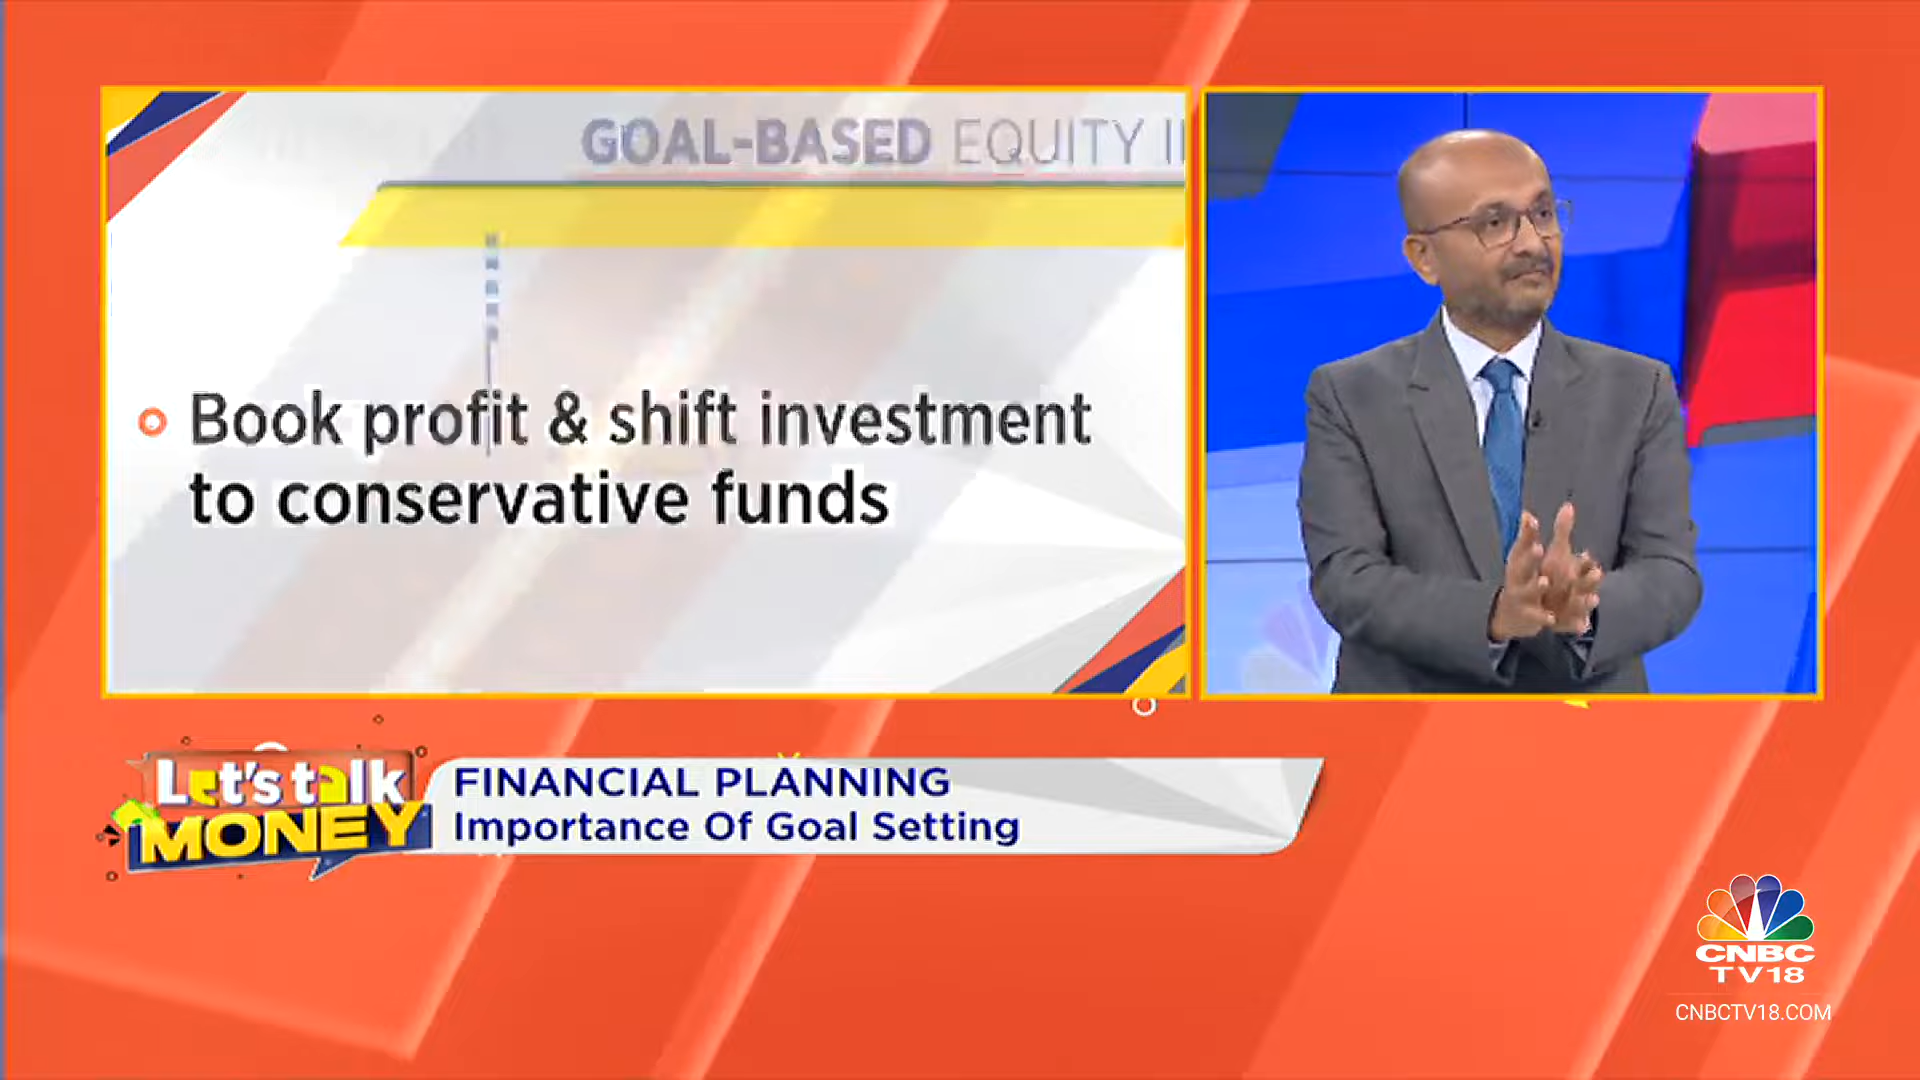 GOAL-BASED EQUITY
Book profit & shift investment
to conservative funds
Let's talk
MONEY
FINANCIAL PLANNING
Importance Of Goal Setting
CNBC
TV18
CNBCTV18.COM